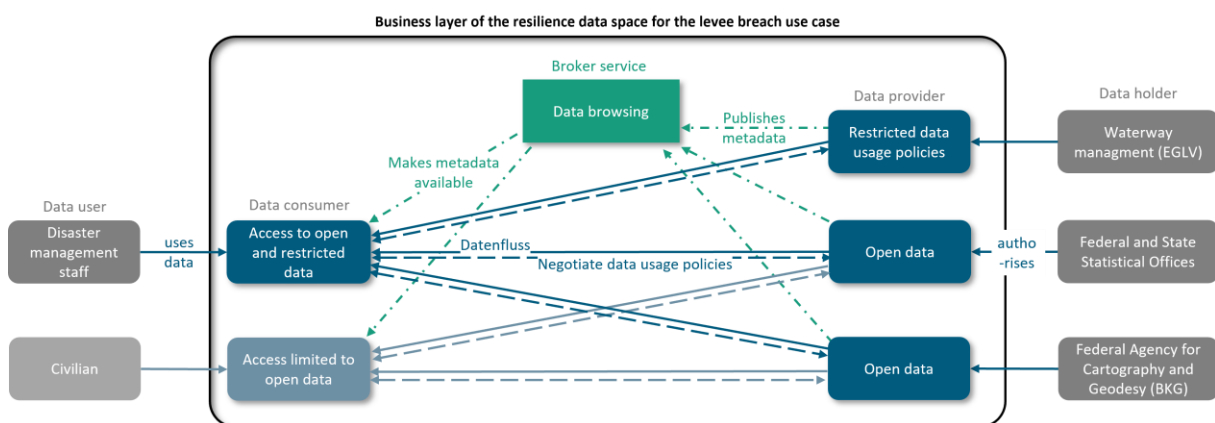 Business layer of the resilience data space for the levee breach use case
Broker service
Data browsing
Publishes
metadata
Makes metadata
available
Data provider
Restricted data
usage policies
Data holder
Waterway
managment (EGLV)
Data user
Disaster
management
staff
uses
data
Data consumer
Access to open
and restricted
data
Datenfluss
Negotiate data usage policies
Open data
autho
-rises
Federal and State
Statistical Offices
Civilian
Access limited to
open data
Open data
Federal Agency for
Cartography and
Geodesy (BKG)